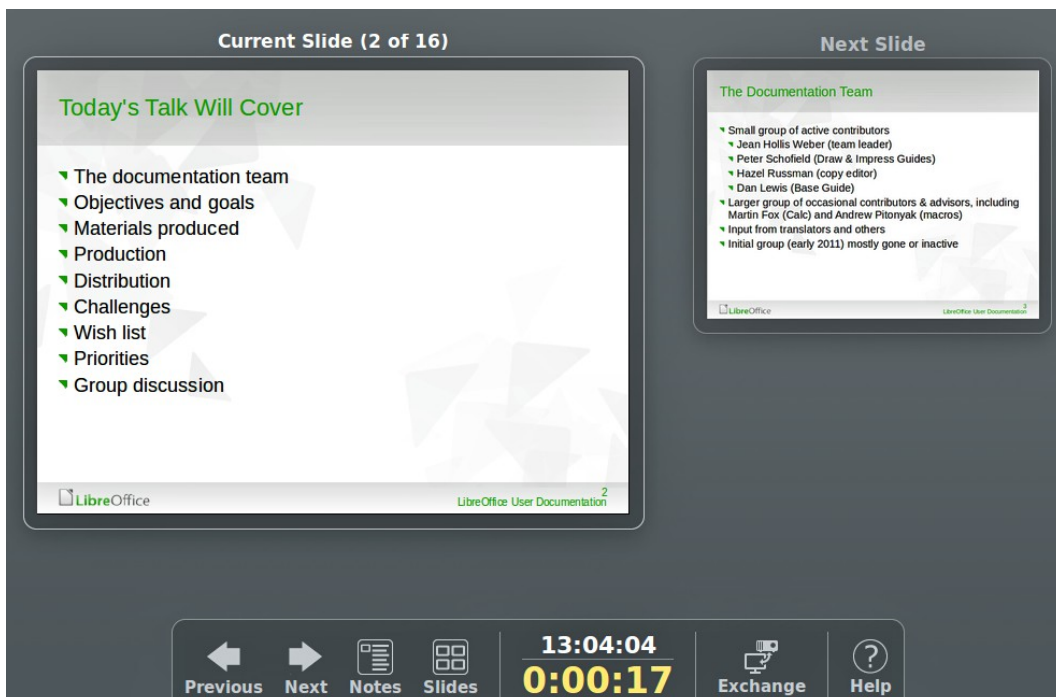 Current Slide (2 of 16)
Today's Talk Will Cover
The documentation team
Objectives and goals
Materials produced
Production
Distribution
Challenges
Wish list
Priorities
Group discussion
LibreOffice
LibreOffice User Documentation
2
Next Slide
The Documentation Team
Small group of active contributors
Jean Hollis Weber (team leader)
Peter Schofield (Draw & Impress Guides)
Hazel Russman (copy editor)
Dan Lewis (Base Guide)
Larger group of occasional contributors & advisors, including
Martin Fox (Calc) and Andrew Pitonyak (macros)
Input from translators and others
Initial group (early 2011) mostly gone or inactive
LibreOffice
LibreOffice User Documentation
3
Previous
Next
Notes
Slides
13:04:04
0:00:17
Exchange
?
Help